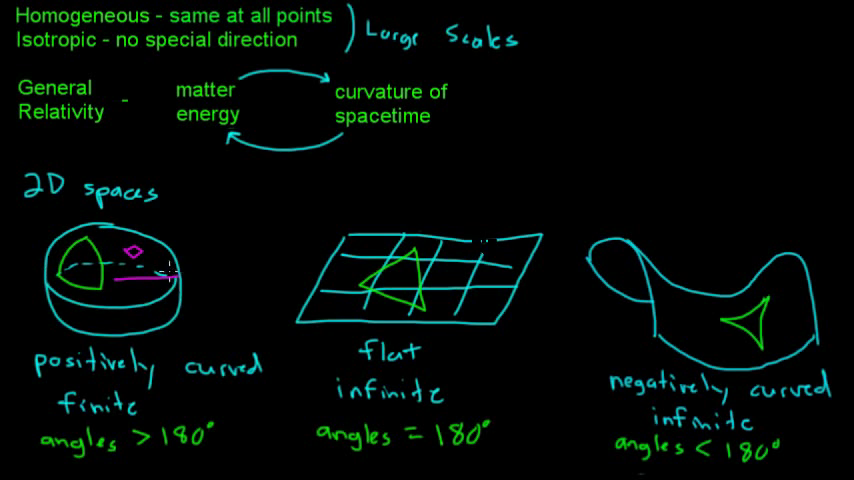 Homogeneous - same at all points
Isotropic - no special direction
Large Scales
General Relativity -
matter energy
curvature of spacetime
2D spaces
positively curved
finite
angles > 180°
flat
infinite
angles = 180°
negatively curved
infinite
angles < 180°